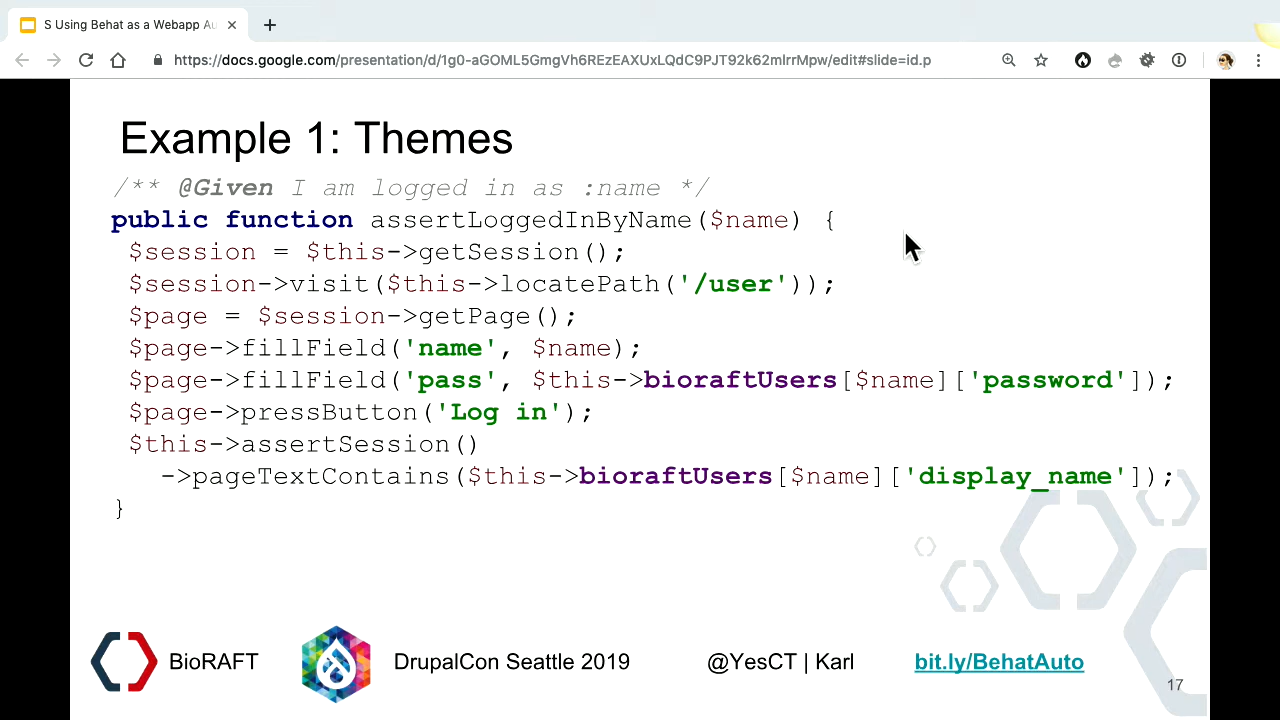 S Using Behat as a Webapp Au
https://docs.google.com/presentation/d/1g0-aGOML5GmgVh6REzEAXUxLQdC9PJT92k62mIrrMpw/edit#slide=id.p
Example 1: Themes
/** @Given I am logged in as :name */
public function assertLoggedInByName($name) {
$session = $this->getSession();
$session->visit($this->locatePath('/user'));
$page = $session->getPage();
$page->fillField('name', $name);
$page->fillField('pass', $this->bioraftUsers[$name]['password']);
$page->pressButton('Log in');
$this->assertSession()
->pageTextContains($this->bioraftUsers[$name]['display_name']);
}
BioRAFT DrupalCon Seattle 2019 @YesCT | Karl bit.ly/BehatAuto
17